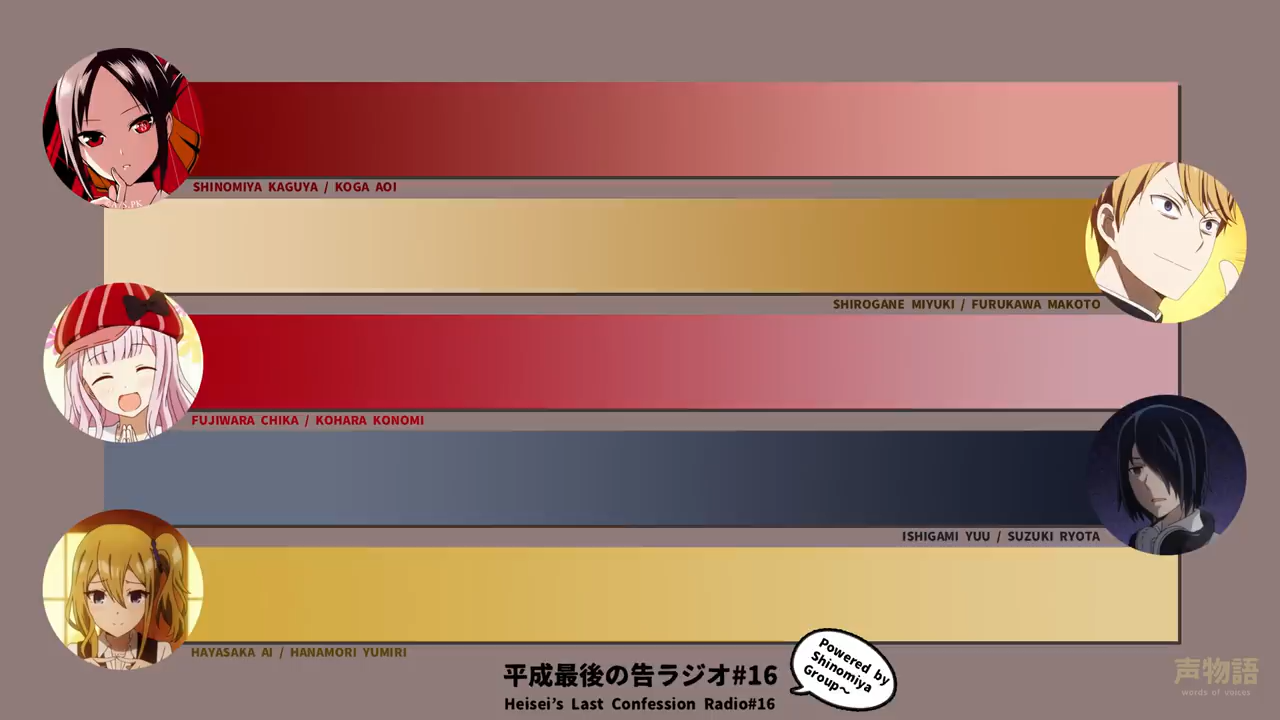 SHINOMIYA KAGUYA / KOGA AOI
SHIROGANE MIYUKI / FURUKAWA MAKOTO
FUJIWARA CHIKA / KOHARA KONOMI
ISHIGAMI YUU / SUZUKI RYOTA
HAYASAKA AI / HANAMORI YUMIRI
平成最後の告ラジオ#16
Heisei's Last Confession Radio#16
Powered by
Shinomiya
Group~
声物語
words of voices